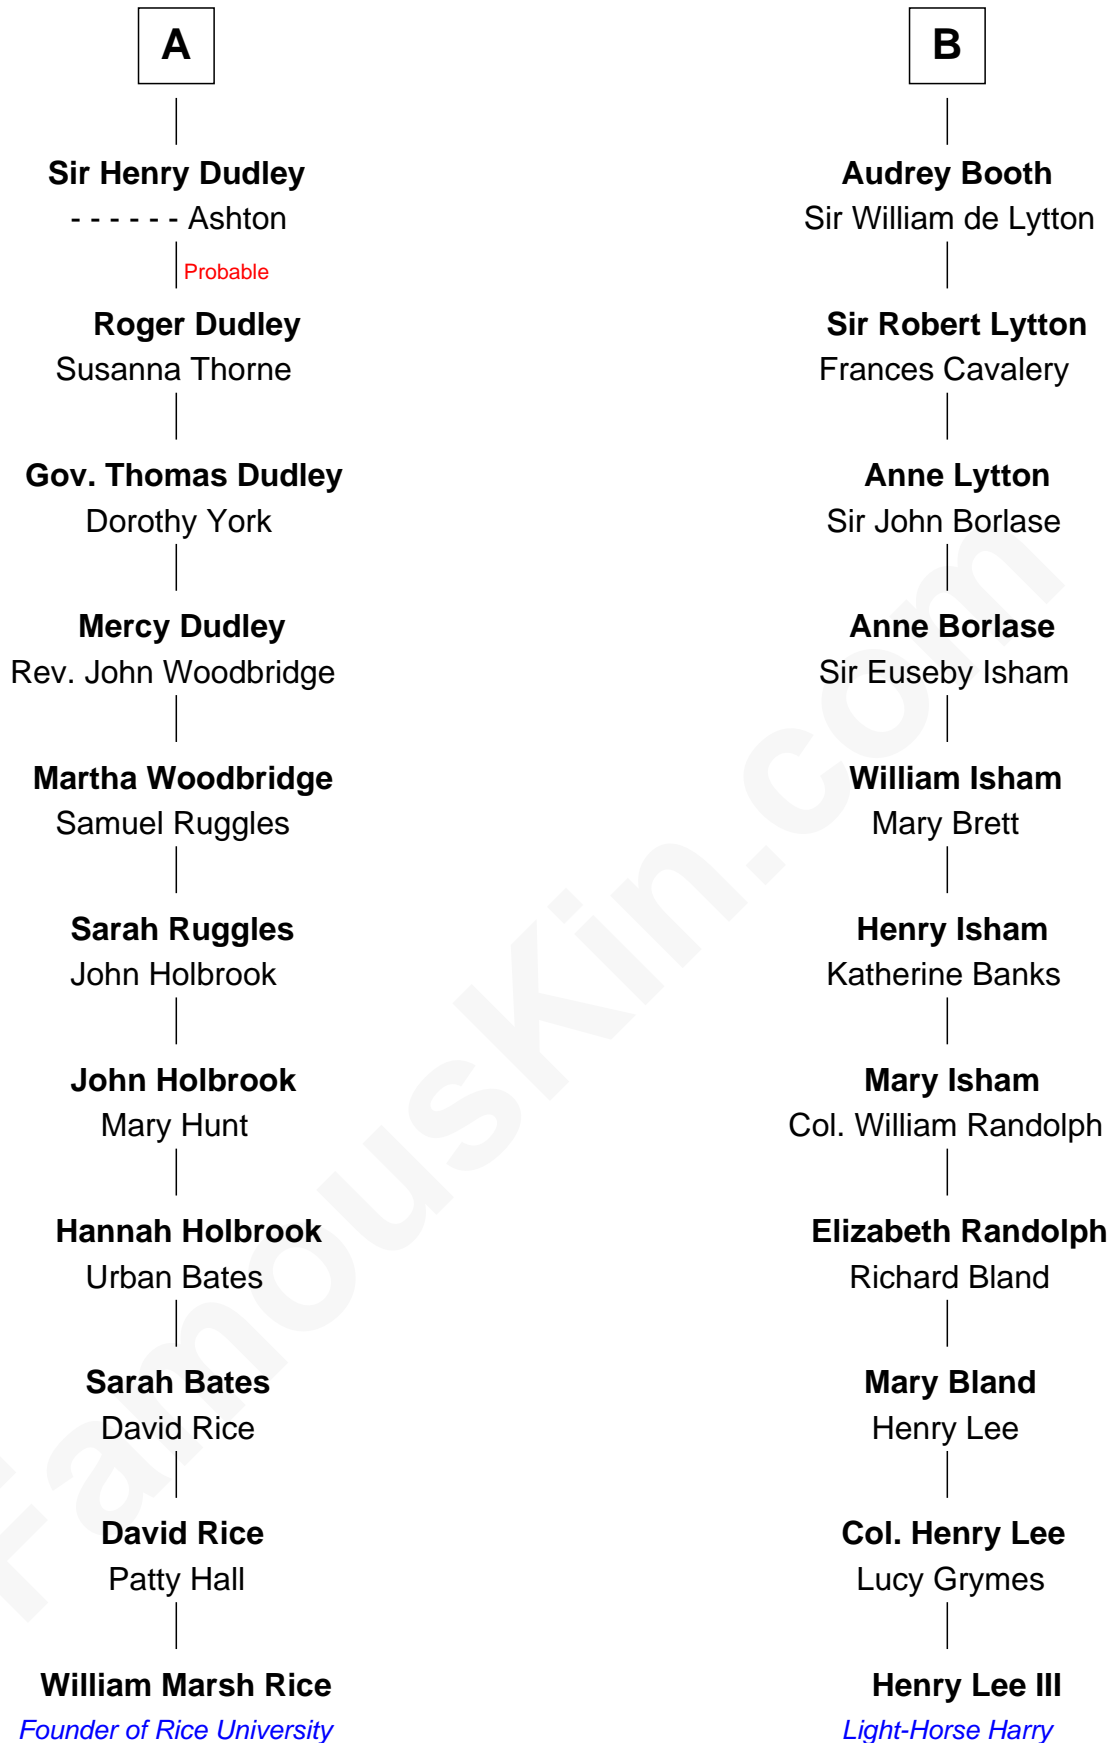 A
Sir Henry Dudley
- - - - - - Ashton
Probable
Roger Dudley
Susanna Thorne
Gov. Thomas Dudley
Dorothy York
Mercy Dudley
Rev. John Woodbridge
Martha Woodbridge
Samuel Ruggles
Sarah Ruggles
John Holbrook
John Holbrook
Mary Hunt
Hannah Holbrook
Urban Bates
Sarah Bates
David Rice
David Rice
Patty Hall
William Marsh Rice
Founder of Rice University
B
Audrey Booth
Sir William de Lytton
Sir Robert Lytton
Frances Cavalery
Anne Lytton
Sir John Borlase
Anne Borlase
Sir Euseby Isham
William Isham
Mary Brett
Henry Isham
Katherine Banks
Mary Isham
Col. William Randolph
Elizabeth Randolph
Richard Bland
Mary Bland
Henry Lee
Col. Henry Lee
Lucy Grymes
Henry Lee III
Light-Horse Harry
FamousKin.com